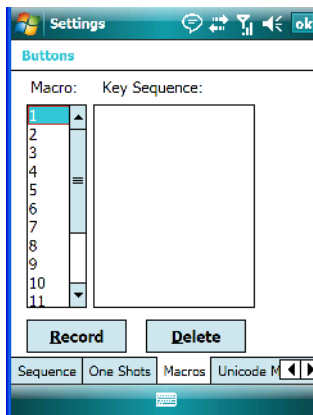 Settings ok
Buttons
Macro: Key Sequence:
1
2
3
4
5
6
7
8
9
10
11
Record Delete
Sequence One Shots Macros Unicode M